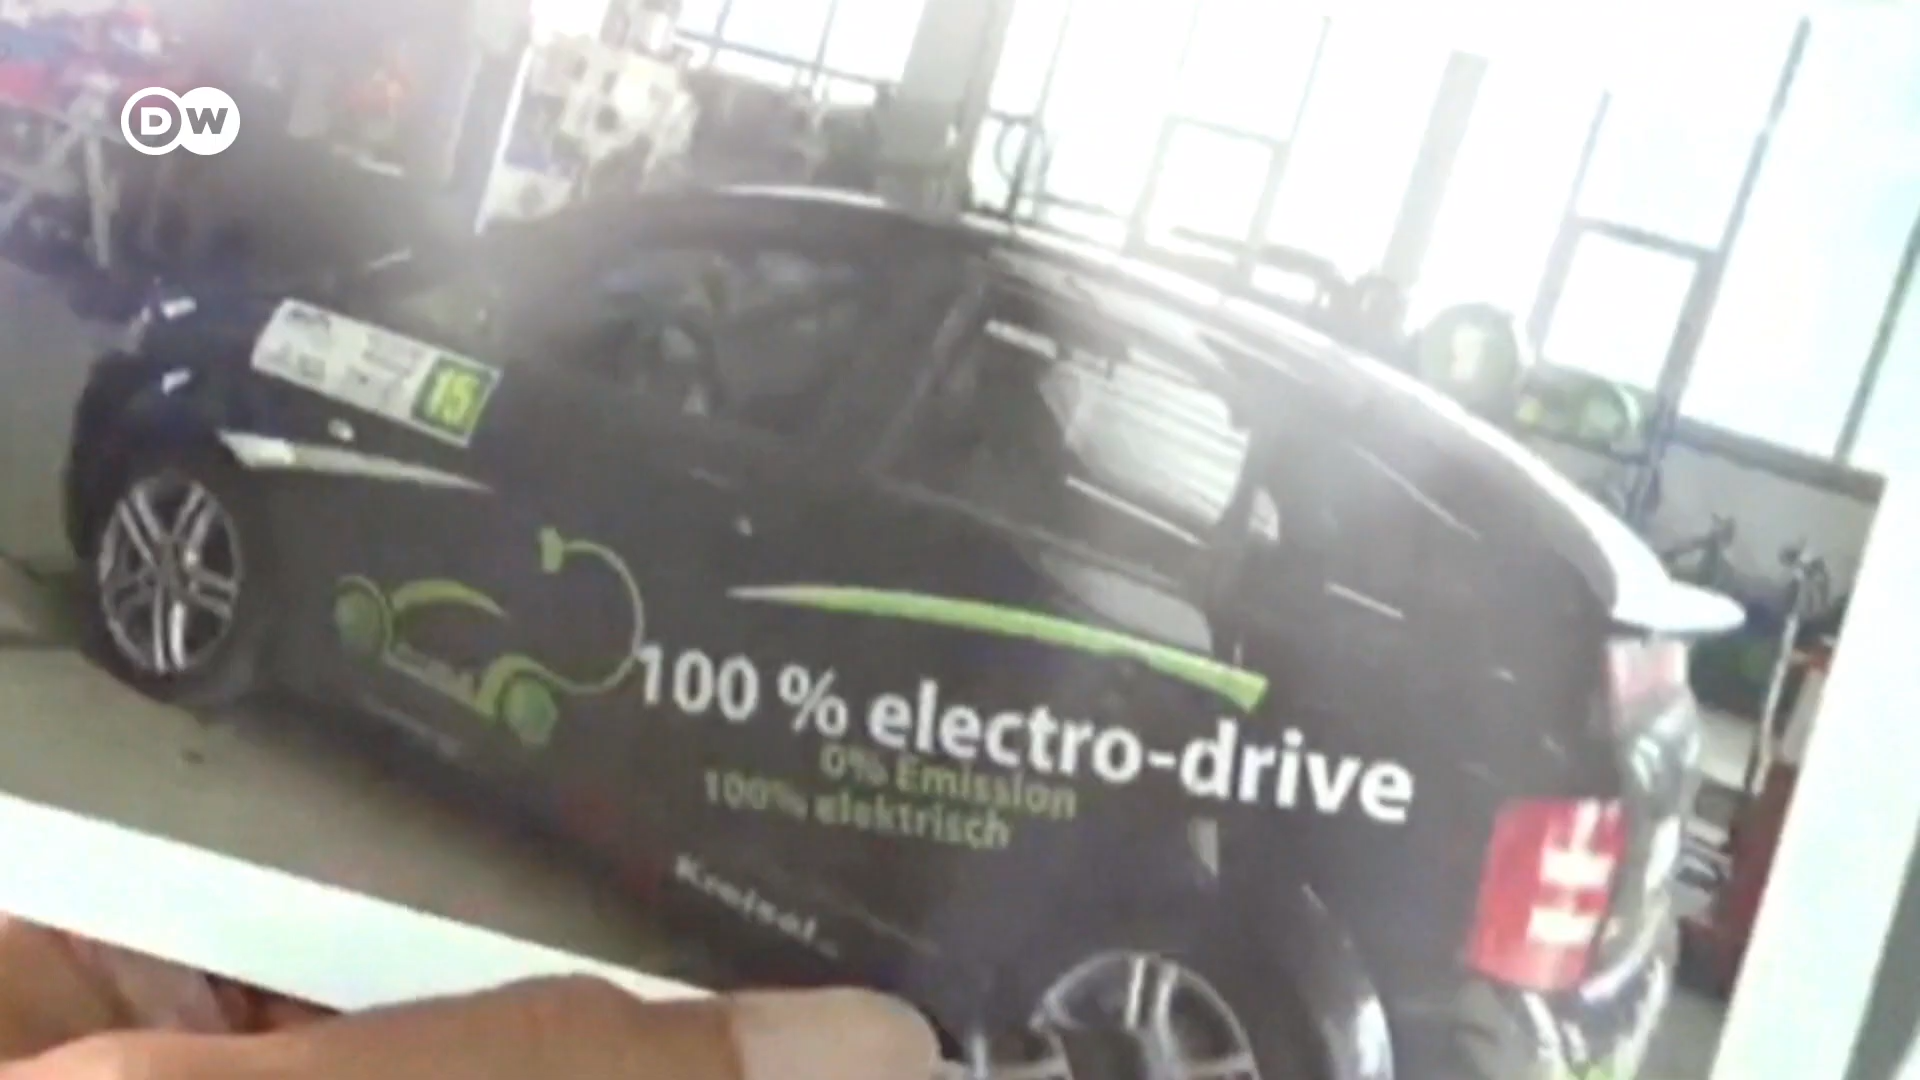 DW
15
100 % electro-drive
0% Emission
100% elektrisch